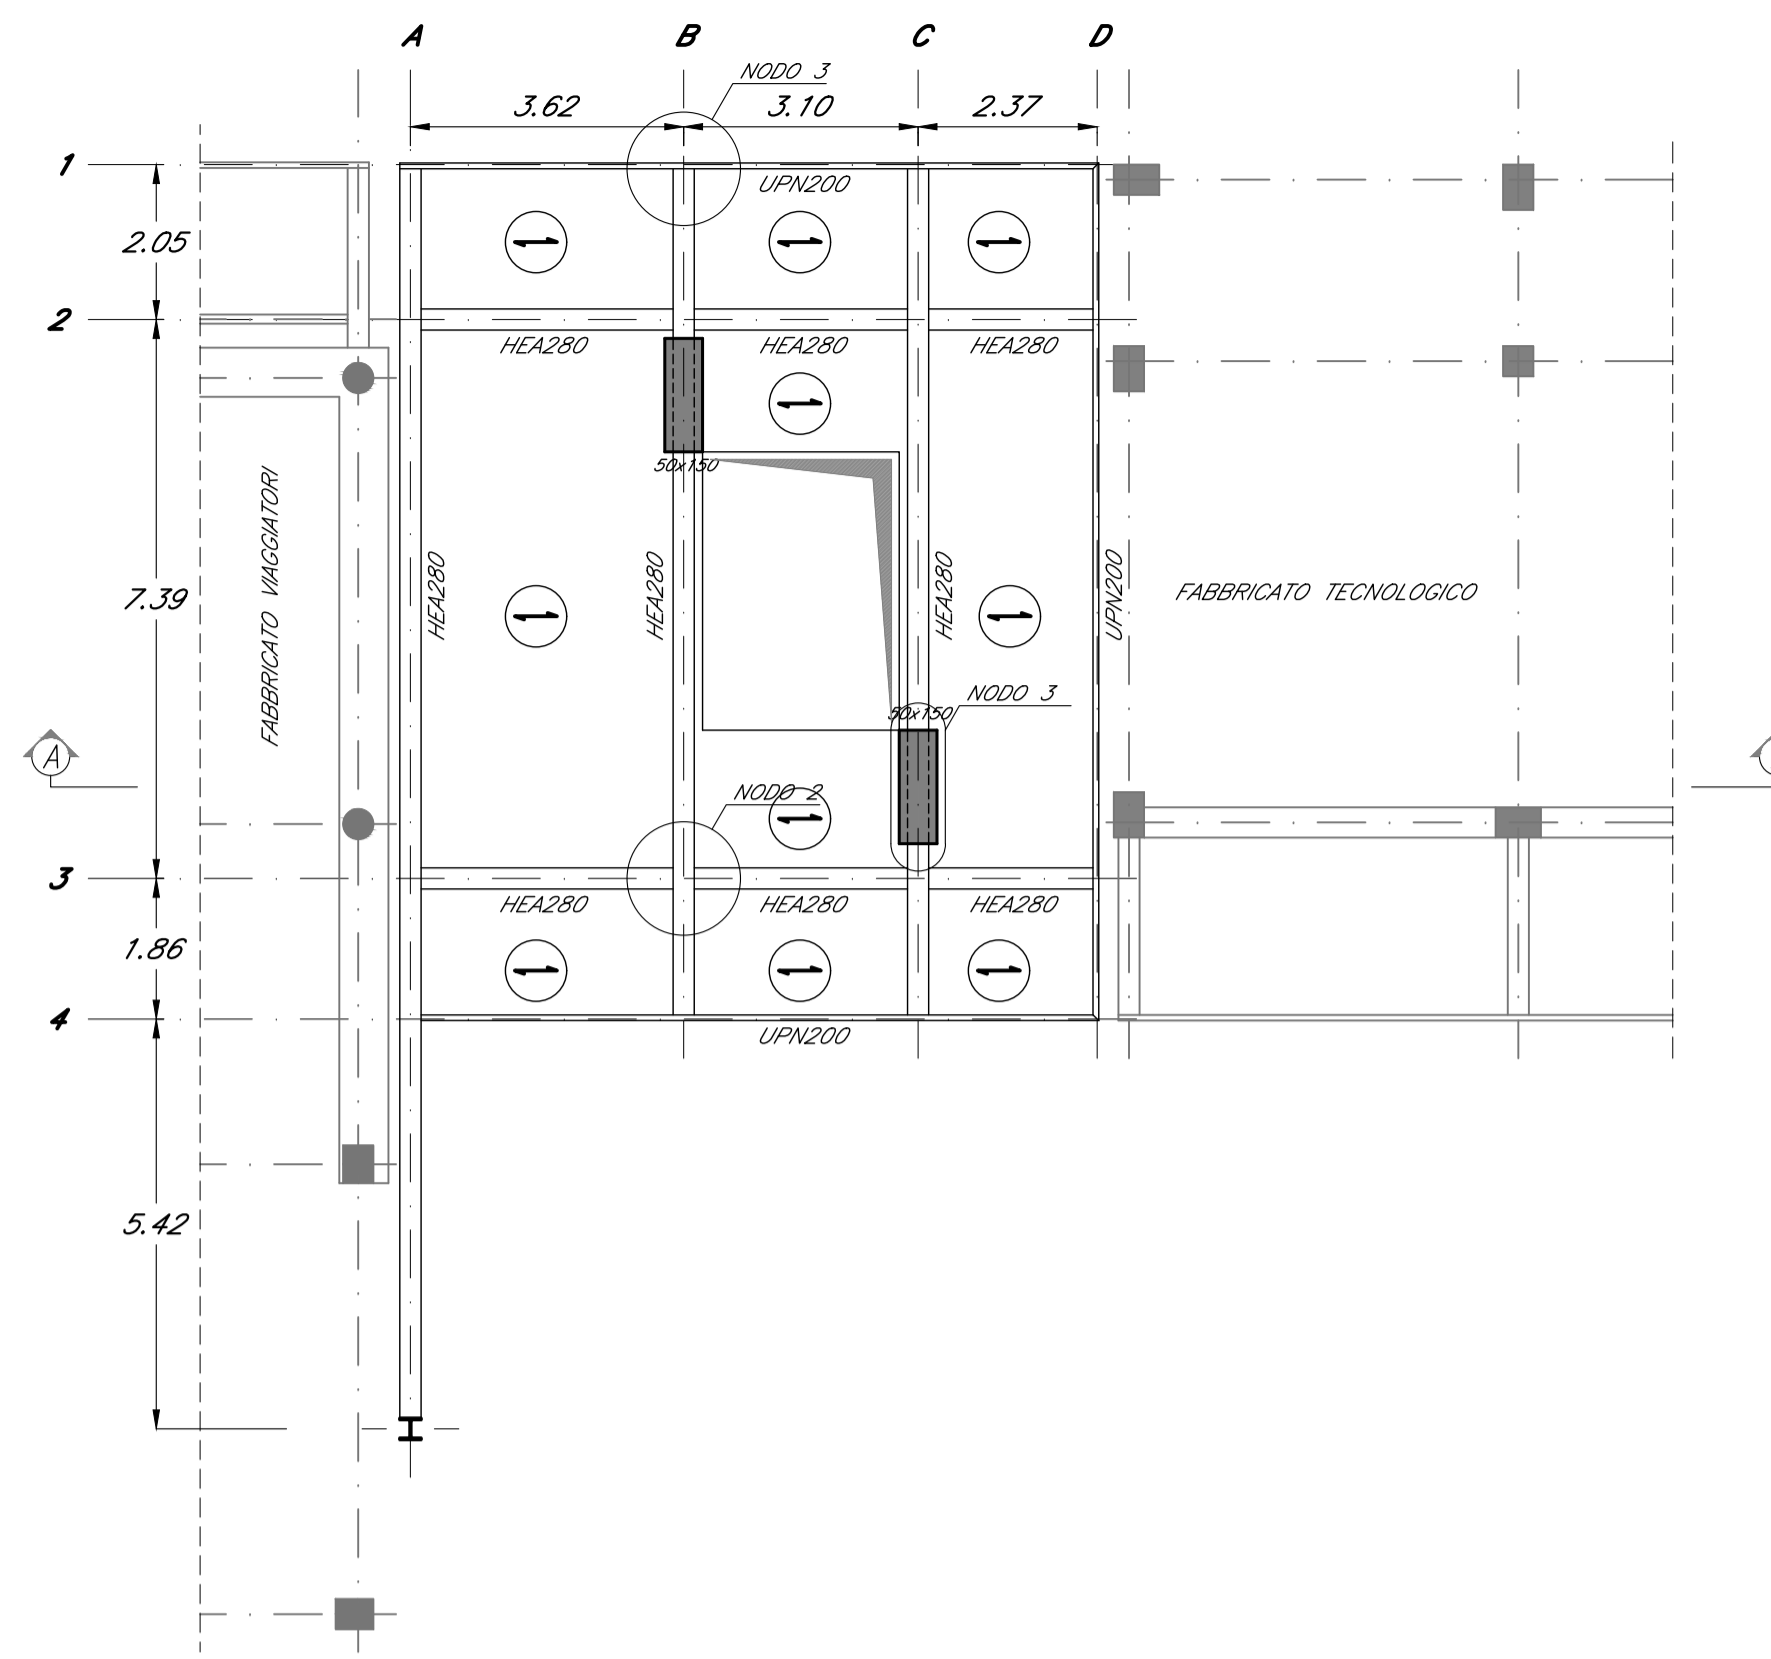 A B C D
NODO 3
3.62 3.10 2.37
1
UPN200
2.05
2
HEA280 HEA280 HEA280
50x150
FABBRICATO VIAGGIATORI
7.39
HEA280
HEA280
HEA280
UPN200
FABBRICATO TECNOLOGICO
NODO 3
50x150
A
NODO 2
3
HEA280 HEA280 HEA280
1.86
4
UPN200
5.42